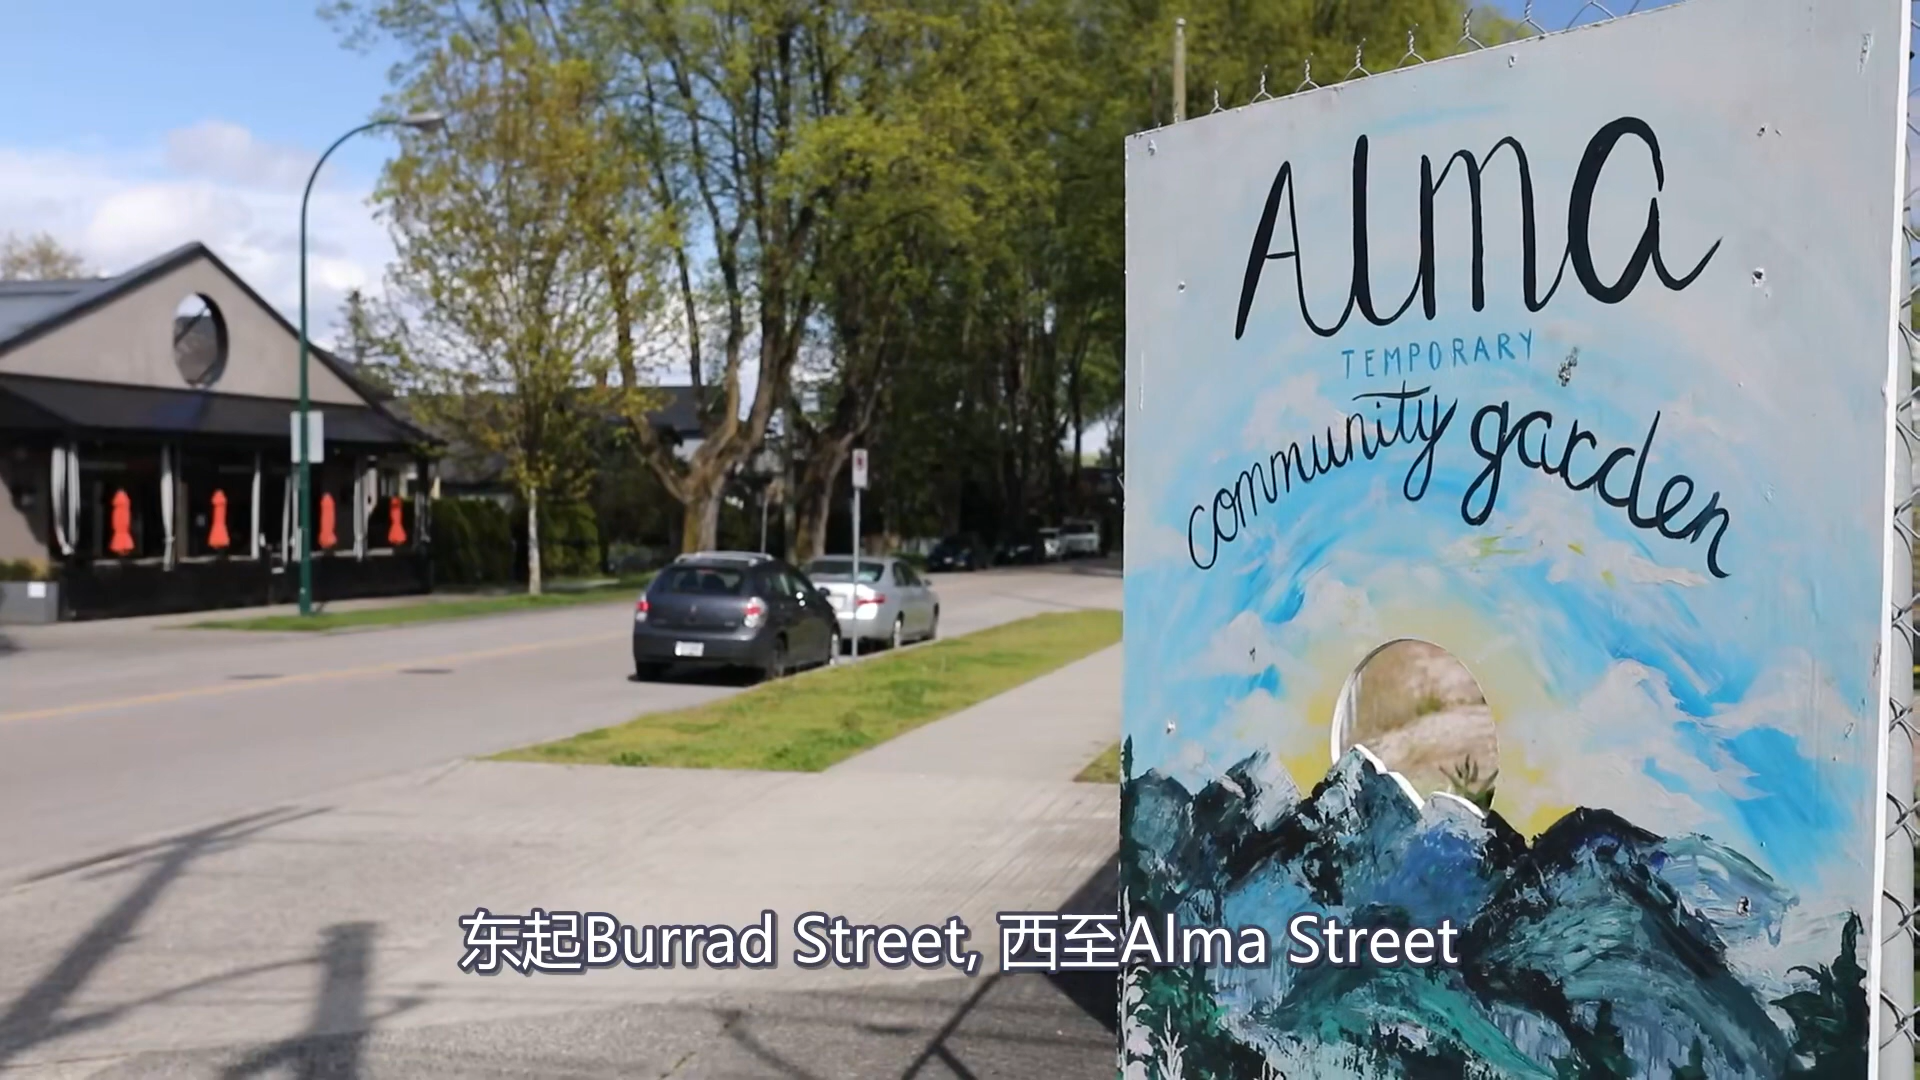 Alma
TEMPORARY
community garden
东起Burrad Street, 西至Alma Street